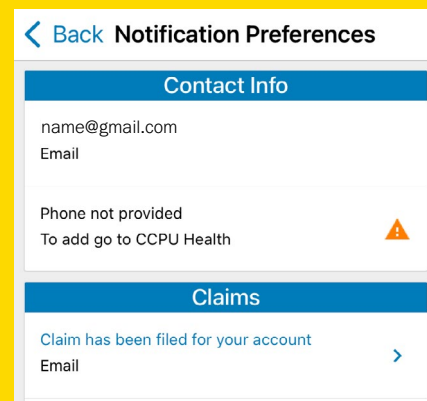 Back Notification Preferences
Contact Info
name@gmail.com
Email
Phone not provided
To add go to CCPU Health
Claims
Claim has been filed for your account
Email